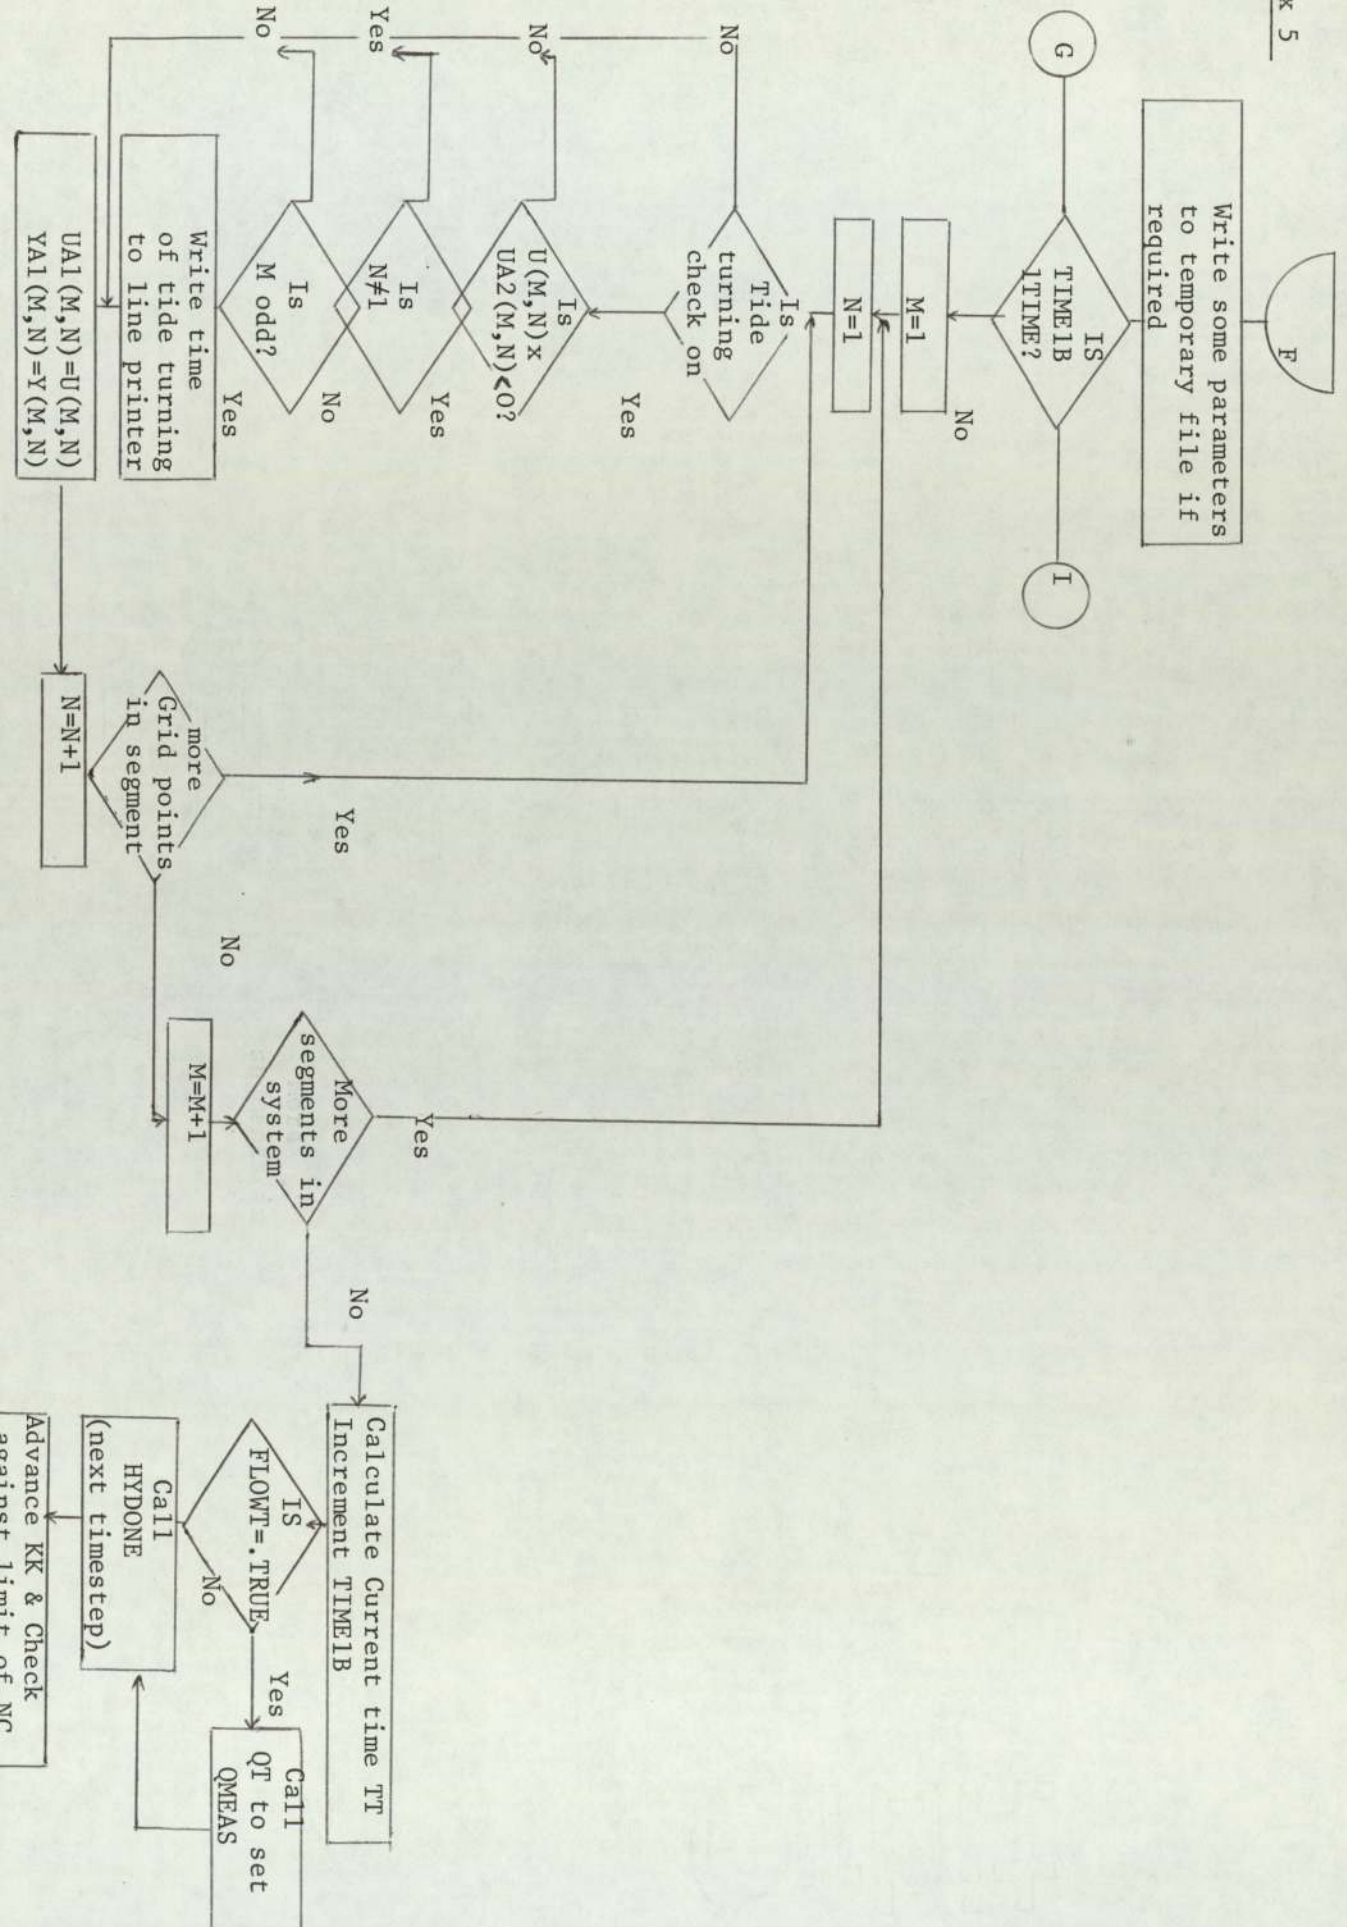 x 5
F
Write some parameters
to temporary file if
required
G
IS
TIME1B
1TIME?
I
No
M=1
N=1
Is
Tide
turning
check on
No
Yes
Is
U(M,N)x
UA2(M,N)<0?
No
Yes
Is
N≠1
Yes
No
Is
M odd?
No
Yes
Write time
of tide turning
to line printer
UA1(M,N)=U(M,N)
YA1(M,N)=Y(M,N)
more
Grid points
in segment
Yes
No
N=N+1
More
segments in
system
Yes
No
M=M+1
Calculate Current time TT
Increment TIME1B
IS
FLOWT=.TRUE
No
Yes
Call
QT to set
QMEAS
Call
HYDONE
(next timestep)
Advance KK & Check
against limit of NC